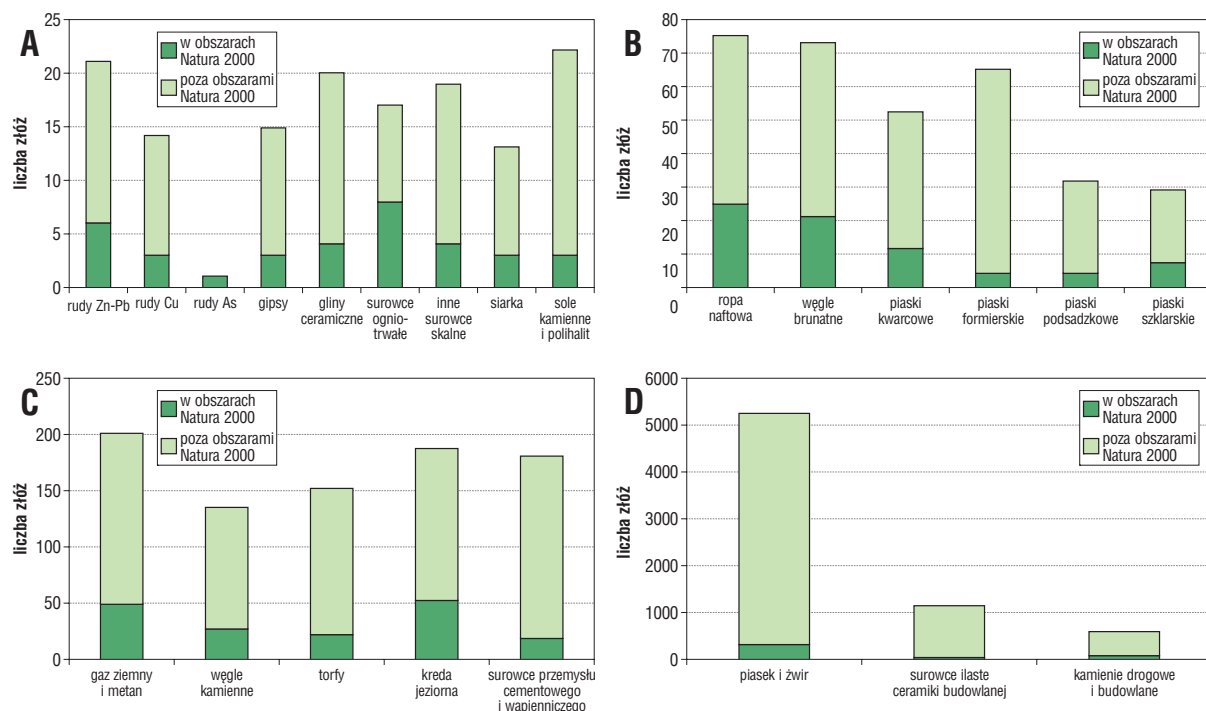 A
25
20
15
10
5
0
liczba złóż
w obszarach
Natura 2000
poza obszarami
Natura 2000
rudy Zn-Pb
rudy Cu
rudy As
gipsy
gliny
ceramiczne
surowce
ognio-
trwałe
inne
surowce
skalne
siarka
sole
kamienne
i polihalit
B
80
70
60
50
40
30
20
10
0
liczba złóż
w obszarach
Natura 2000
poza obszarami
Natura 2000
ropa
naftowa
węgle
brunatne
piaski
kwarcowe
piaski
formierskie
piaski
podsadzkowe
piaski
szklarskie
C
250
200
150
100
50
0
liczba złóż
w obszarach
Natura 2000
poza obszarami
Natura 2000
gaz ziemny
i metan
węgle
kamienne
torfy
kreda
jeziorna
surowce przemysłu
cementowego
i wapienniczego
D
6000
5000
4000
3000
2000
1000
0
liczba złóż
w obszarach
Natura 2000
poza obszarami
Natura 2000
piasek i żwir
surowce ilaste
ceramiki budowlanej
kamienie drogowe
i budowlane